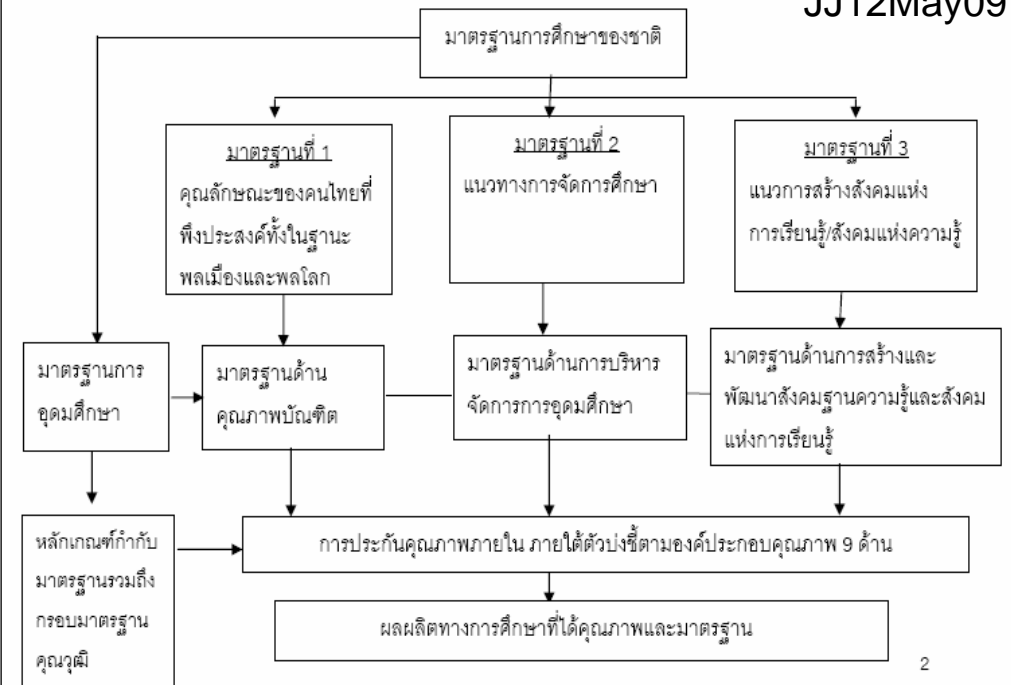 JJ12May09
มาตรฐานการศึกษาของชาติ
มาตรฐานที่ 1
คุณลักษณะของคนไทยที่
พึงประสงค์ทั้งในฐานะ
พลเมืองและพลโลก
มาตรฐานที่ 2
แนวทางการจัดการศึกษา
มาตรฐานที่ 3
แนวการสร้างสังคมแห่ง
การเรียนรู้/สังคมแห่งความรู้
มาตรฐานการ
อุดมศึกษา
มาตรฐานด้าน
คุณภาพบัณฑิต
มาตรฐานด้านการบริหาร
จัดการการอุดมศึกษา
มาตรฐานด้านการสร้างและ
พัฒนาสังคมฐานความรู้และสังคม
แห่งการเรียนรู้
หลักเกณฑ์กำกับ
มาตรฐานรวมถึง
กรอบมาตรฐาน
คุณวุฒิ
การประกันคุณภาพภายใน ภายใต้ตัวบ่งชี้ตามองค์ประกอบคุณภาพ 9 ด้าน
ผลผลิตทางการศึกษาที่ได้คุณภาพและมาตรฐาน
2